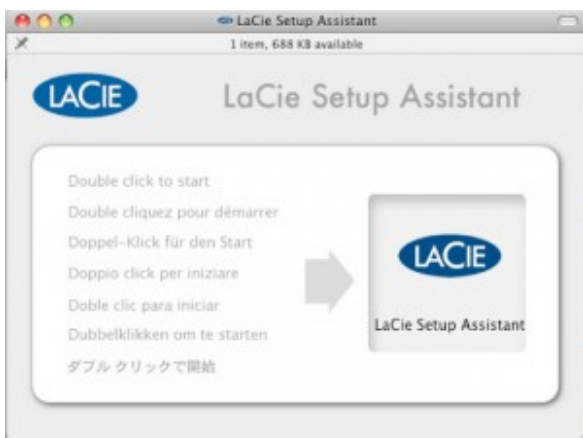 LaCie Setup Assistant
1 item, 688 KB available
LACIE LaCie Setup Assistant
Double click to start
Double cliquez pour démarrer
Doppel-Klick für den Start
Doppio click per iniziare
Doble clic para iniciar
Dubbelklikken om te starten
ダブル クリックで開始
LACIE
LaCie Setup Assistant